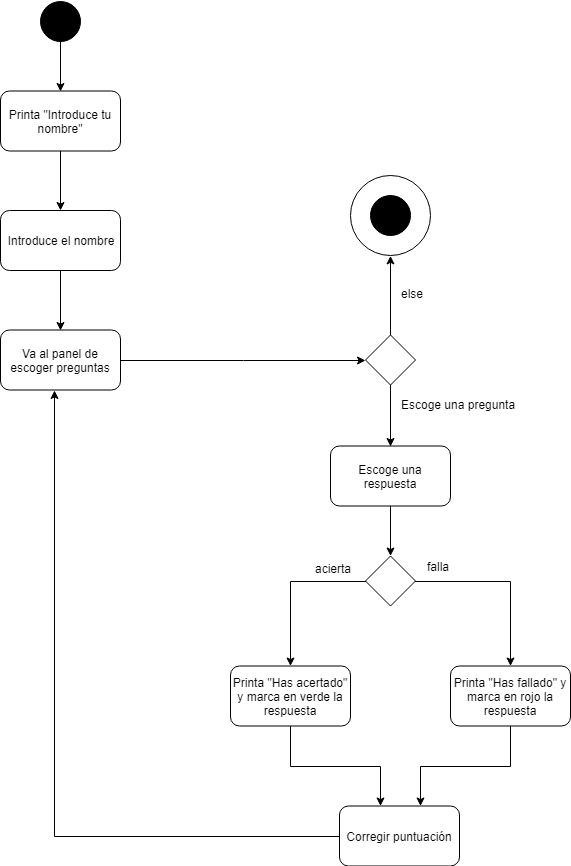 Printa "Introduce tu
nombre"
Introduce el nombre
Va al panel de
escoger preguntas
else
Escoge una pregunta
Escoge una
respuesta
acierta
falla
Printa "Has acertado"
y marca en verde la
respuesta
Printa "Has fallado" y
marca en rojo la
respuesta
Corregir puntuación